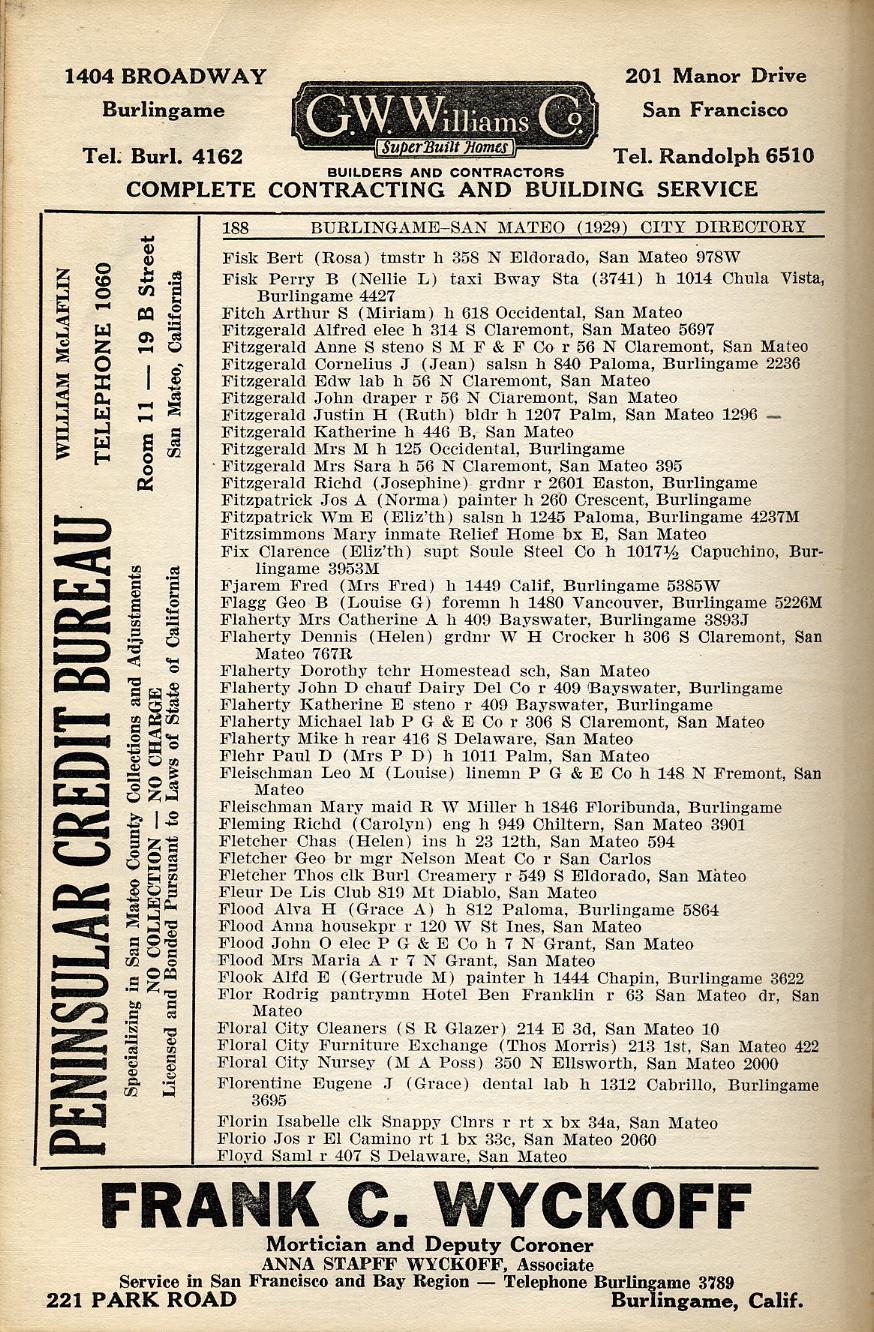 1404 BROADWAY
Burlingame
Tel. Burl. 4162
G.W. Williams Co.
SuperBuilt Homes
201 Manor Drive
San Francisco
Tel. Randolph 6510
BUILDERS AND CONTRACTORS
COMPLETE CONTRACTING AND BUILDING SERVICE
PENINSULAR CREDIT BUREAU
WILLIAM McLAFLIN
TELEPHONE 1060
Specializing in San Mateo County Collections and Adjustments
NO COLLECTION — NO CHARGE
Licensed and Bonded Pursuant to Laws of State of California
Room 11 — 19 B Street
San Mateo, California
188 BURLINGAME–SAN MATEO (1929) CITY DIRECTORY
Fisk Bert (Rosa) tmstr h 358 N Eldorado, San Mateo 978W
Fisk Perry B (Nellie L) taxi Bway Sta (3741) h 1014 Chula Vista,
Burlingame 4427
Fitch Arthur S (Miriam) h 618 Occidental, San Mateo
Fitzgerald Alfred elec h 314 S Claremont, San Mateo 5697
Fitzgerald Anne S steno S M F & F Co r 56 N Claremont, San Mateo
Fitzgerald Cornelius J (Jean) salsn h 840 Paloma, Burlingame 2236
Fitzgerald Edw lab h 56 N Claremont, San Mateo
Fitzgerald John draper r 56 N Claremont, San Mateo
Fitzgerald Justin H (Ruth) bldr h 1207 Palm, San Mateo 1296
Fitzgerald Katherine h 446 B, San Mateo
Fitzgerald Mrs M h 125 Occidental, Burlingame
Fitzgerald Mrs Sara h 56 N Claremont, San Mateo 395
Fitzgerald Richd (Josephine) grdnr r 2601 Easton, Burlingame
Fitzpatrick Jos A (Norma) painter h 260 Crescent, Burlingame
Fitzpatrick Wm E (Eliz'th) salsn h 1245 Paloma, Burlingame 4237M
Fitzsimmons Mary inmate Relief Home bx E, San Mateo
Fix Clarence (Eliz'th) supt Soule Steel Co h 1017½ Capuchino, Bur-
lingame 3953M
Fjarem Fred (Mrs Fred) h 1449 Calif, Burlingame 5385W
Flagg Geo B (Louise G) foremn h 1480 Vancouver, Burlingame 5226M
Flaherty Mrs Catherine A h 409 Bayswater, Burlingame 3893J
Flaherty Dennis (Helen) grdnr W H Crocker h 306 S Claremont, San
Mateo 767R
Flaherty Dorothy tchr Homestead sch, San Mateo
Flaherty John D chauf Dairy Del Co r 409 Bayswater, Burlingame
Flaherty Katherine E steno r 409 Bayswater, Burlingame
Flaherty Michael lab P G & E Co r 306 S Claremont, San Mateo
Flaherty Mike h rear 416 S Delaware, San Mateo
Flehr Paul D (Mrs P D) h 1011 Palm, San Mateo
Fleischman Leo M (Louise) linemn P G & E Co h 148 N Fremont, San
Mateo
Fleischman Mary maid R W Miller h 1846 Floribunda, Burlingame
Fleming Richd (Carolyn) eng h 949 Chiltern, San Mateo 3901
Fletcher Chas (Helen) ins h 23 12th, San Mateo 594
Fletcher Geo br mgr Nelson Meat Co r San Carlos
Fletcher Thos clk Burl Creamery r 549 S Eldorado, San Mateo
Fleur De Lis Club 819 Mt Diablo, San Mateo
Flood Alva H (Grace A) h 812 Paloma, Burlingame 5864
Flood Anna housekpr r 120 W St Ines, San Mateo
Flood John O elec P G & E Co h 7 N Grant, San Mateo
Flood Mrs Maria A r 7 N Grant, San Mateo
Flook Alfd E (Gertrude M) painter h 1444 Chapin, Burlingame 3622
Flor Rodrig pantrymn Hotel Ben Franklin r 63 San Mateo dr, San
Mateo
Floral City Cleaners (S R Glazer) 214 E 3d, San Mateo 10
Floral City Furniture Exchange (Thos Morris) 213 1st, San Mateo 422
Floral City Nursey (M A Poss) 350 N Ellsworth, San Mateo 2000
Florentine Eugene J (Grace) dental lab h 1312 Cabrillo, Burlingame
3695
Florin Isabelle clk Snappy Clnrs r rt x bx 34a, San Mateo
Florio Jos r El Camino rt 1 bx 33c, San Mateo 2060
Floyd Saml r 407 S Delaware, San Mateo
FRANK C. WYCKOFF
Mortician and Deputy Coroner
ANNA STAPFF WYCKOFF, Associate
Service in San Francisco and Bay Region — Telephone Burlingame 3789
221 PARK ROAD Burlingame, Calif.